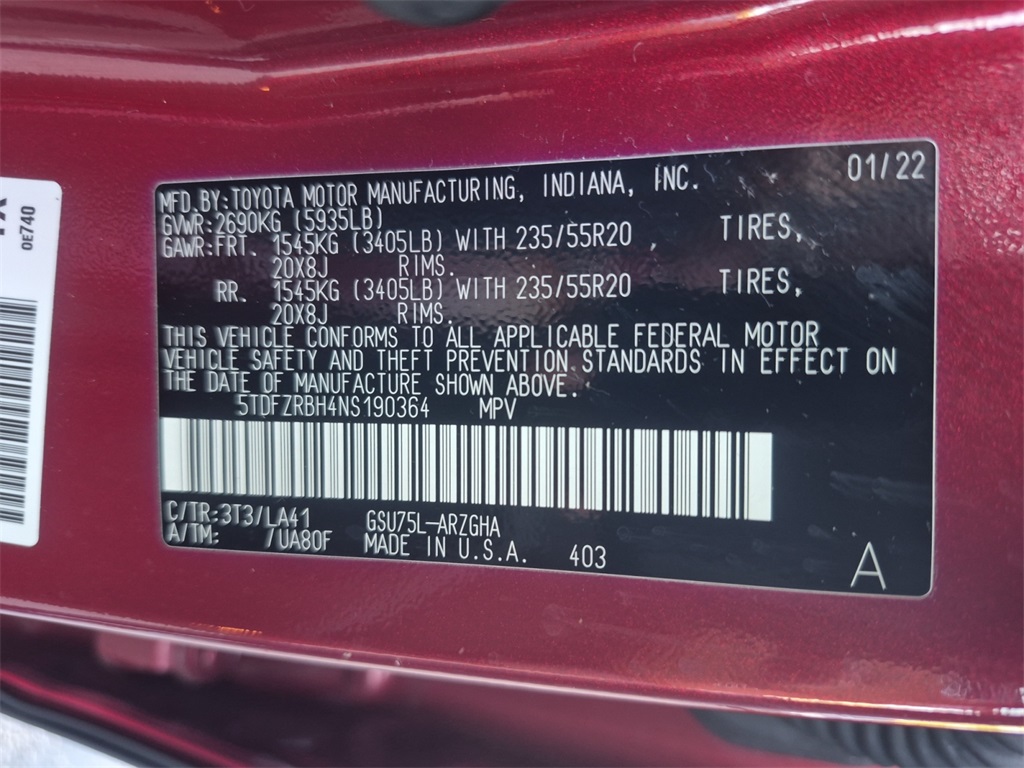 MFD.BY:TOYOTA MOTOR MANUFACTURING, INDIANA, INC. 01/22
GVWR:2690KG (5935LB)
GAWR:FRT. 1545KG (3405LB) WITH 235/55R20 , TIRES,
20X8J RIMS.
RR. 1545KG (3405LB) WITH 235/55R20 TIRES,
20X8J RIMS.
THIS VEHICLE CONFORMS TO ALL APPLICABLE FEDERAL MOTOR
VEHICLE SAFETY AND THEFT PREVENTION STANDARDS IN EFFECT ON
THE DATE OF MANUFACTURE SHOWN ABOVE.
5TDFZRBH4NS190364 MPV
C/TR:3T3/LA41 GSU75L-ARZGHA
A/TM: /UA80F MADE IN U.S.A. 403
A
0E740